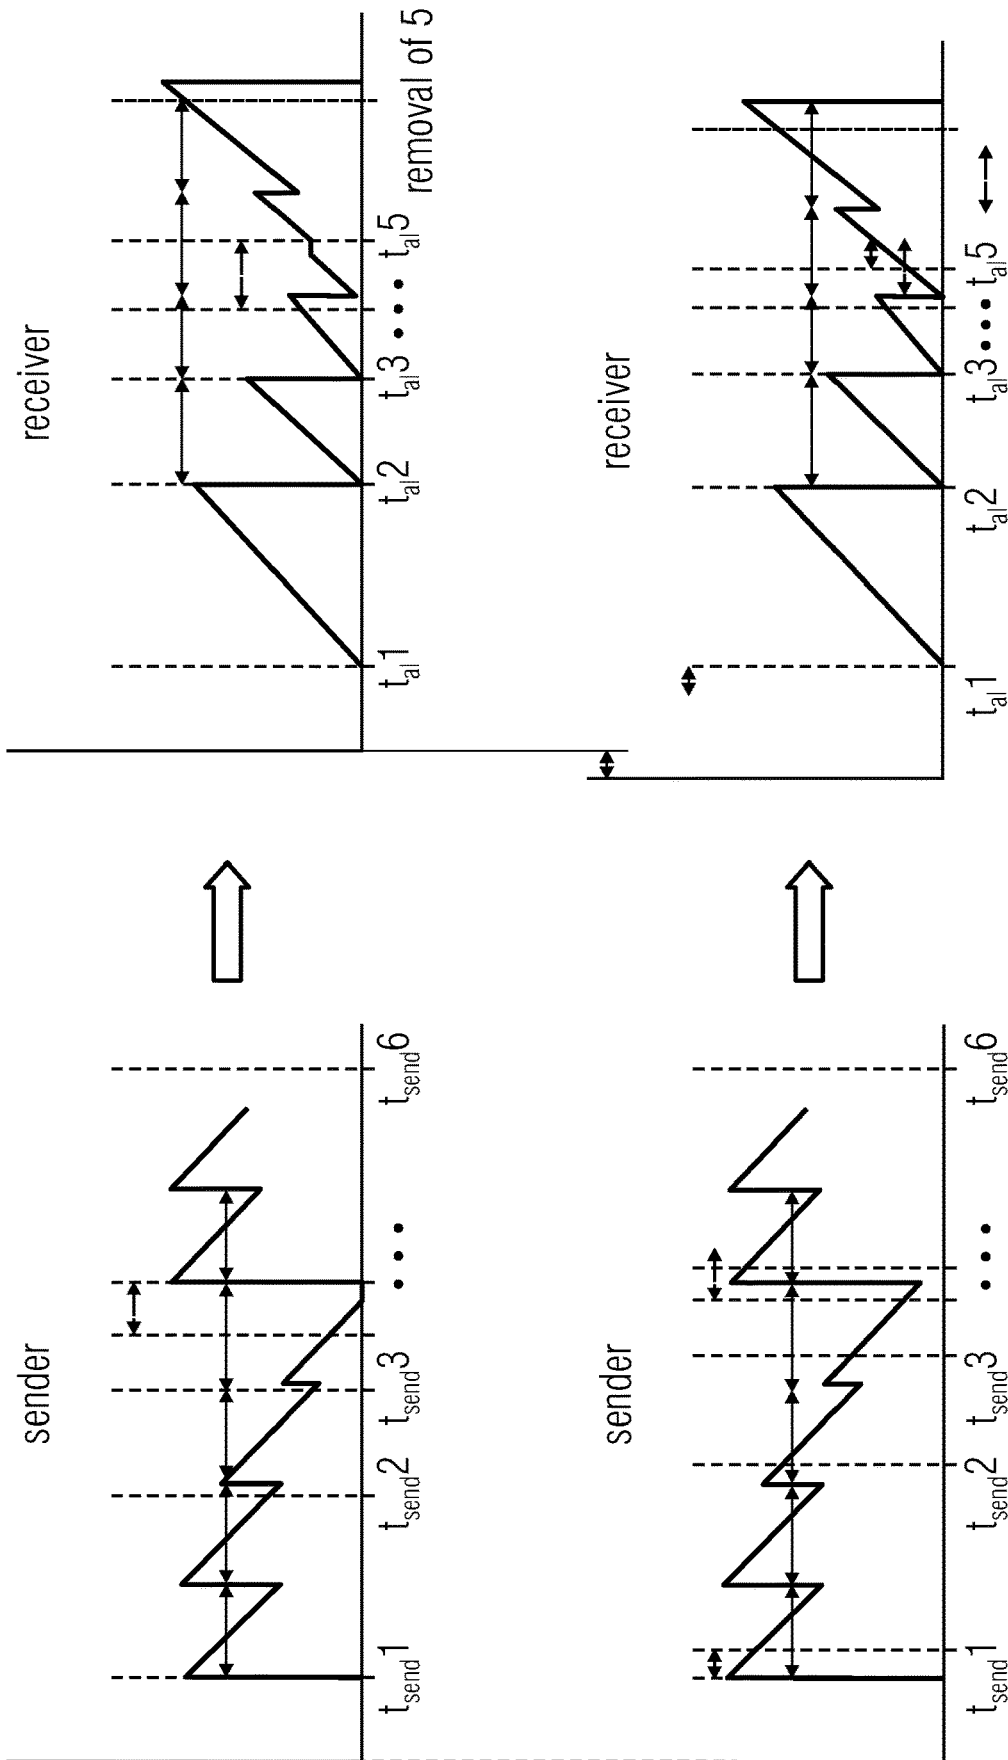 sender
receiver
t_send1
t_send2
t_send3
•••
t_send6
t_al1
t_al2
t_al3
•••
t_al5
removal of 5
sender
receiver
t_send1
t_send2
t_send3
•••
t_send6
t_al1
t_al2
t_al3
•••
t_al5